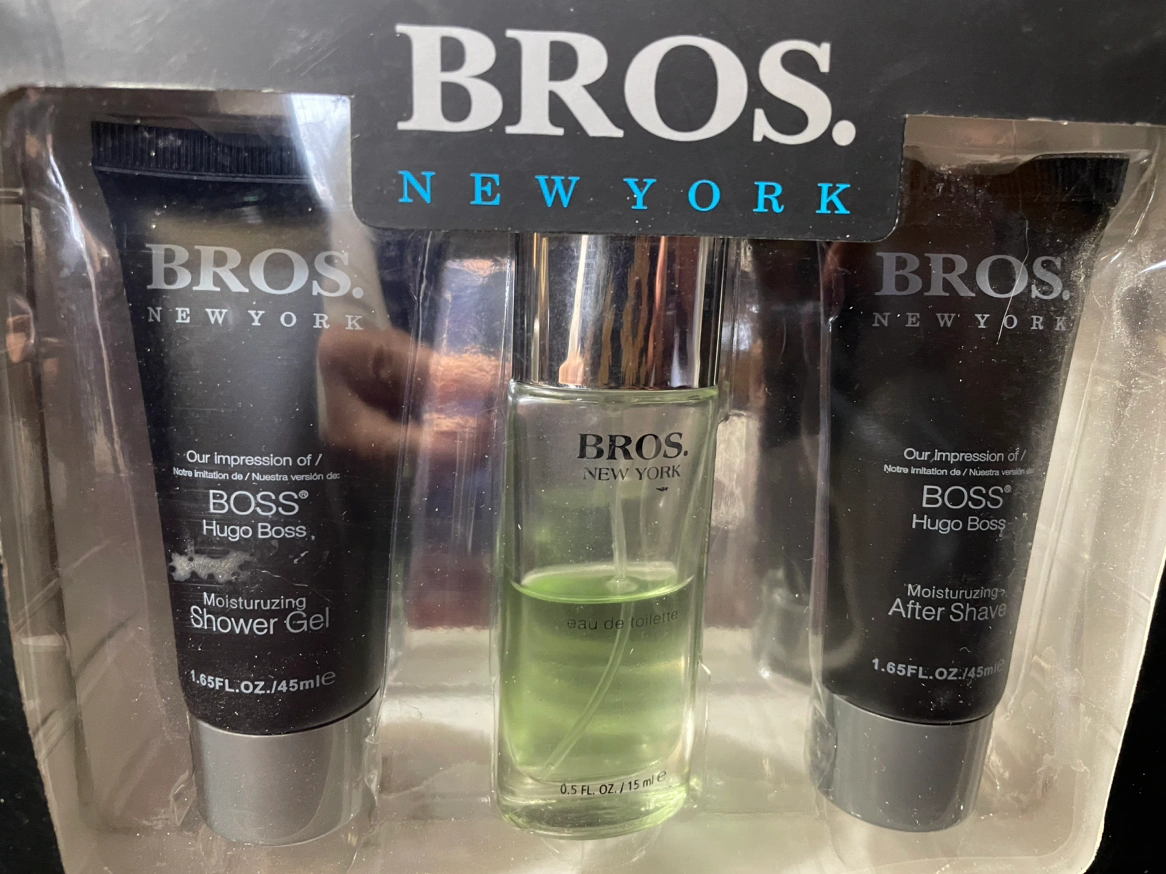 BROS.
NEW YORK
BROS.
NEW YORK
Our impression of /
Notre Imitation de / Nuestra versión de:
BOSS®
Hugo Boss
Moisturuzing
Shower Gel
1.65FL.OZ./45ml℮
BROS.
NEW YORK
eau de toilette
0.5 FL. OZ. / 15 ml ℮
BROS.
NEW YORK
Our impression of /
Notre Imitation de / Nuestra versión de:
BOSS®
Hugo Boss
Moisturuzing
After Shave
1.65FL.OZ./45ml℮